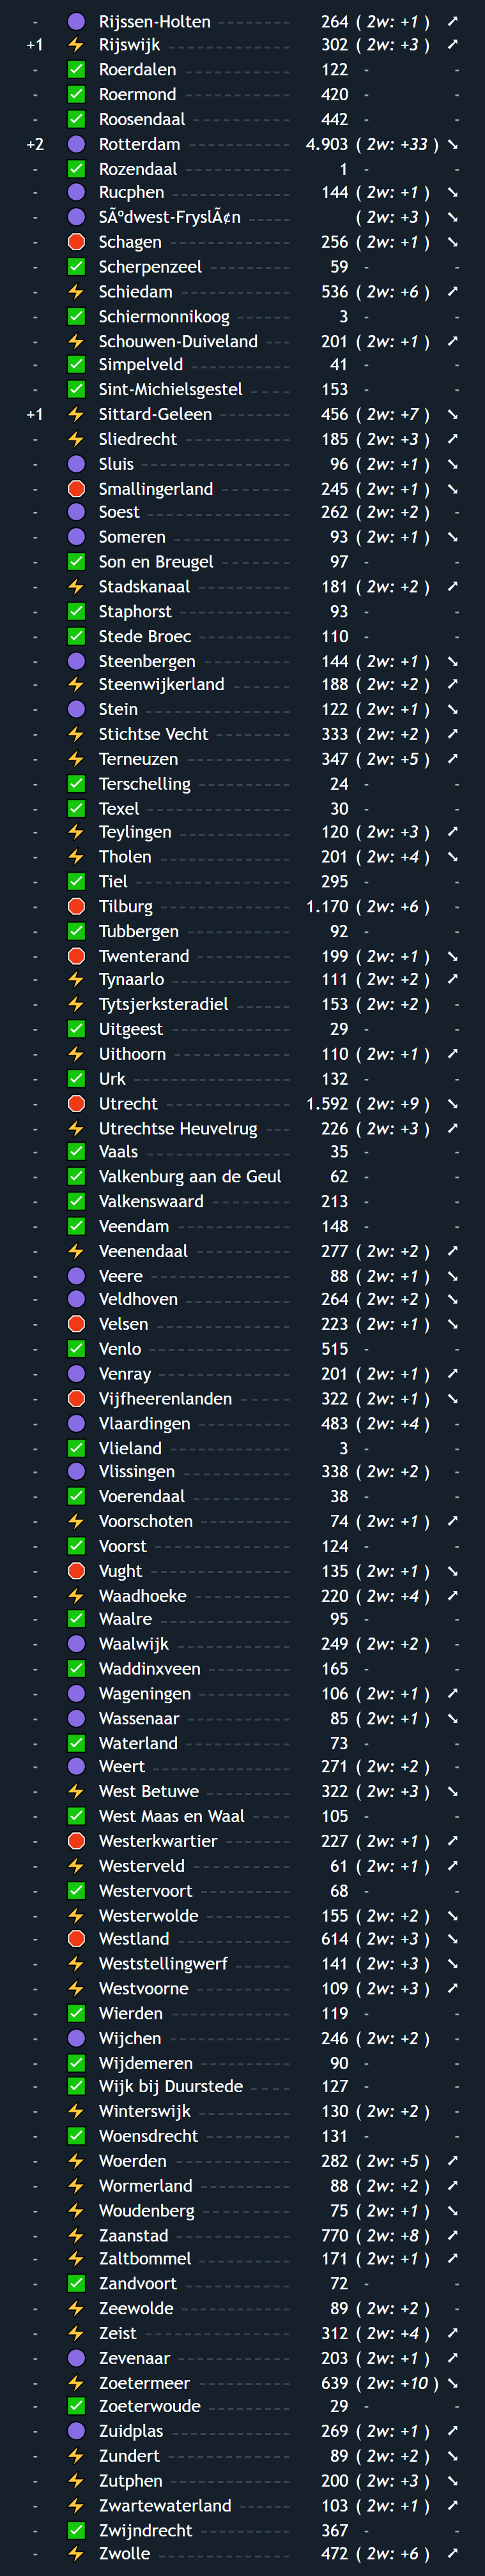 - Rijssen-Holten 264 ( 2w: +1 ) ➚
+1 ⚡ Rijswijk 302 ( 2w: +3 ) ➚
- ✅ Roerdalen 122 - -
- ✅ Roermond 420 - -
- ✅ Roosendaal 442 - -
+2 Rotterdam 4.903 ( 2w: +33 ) ➘
- ✅ Rozendaal 1 - -
- Rucphen 144 ( 2w: +1 ) ➘
- SÃºdwest-FryslÃ¢n ( 2w: +3 ) ➘
- Schagen 256 ( 2w: +1 ) ➘
- ✅ Scherpenzeel 59 - -
- ⚡ Schiedam 536 ( 2w: +6 ) ➚
- ✅ Schiermonnikoog 3 - -
- ⚡ Schouwen-Duiveland 201 ( 2w: +1 ) ➚
- ✅ Simpelveld 41 - -
- ✅ Sint-Michielsgestel 153 - -
+1 ⚡ Sittard-Geleen 456 ( 2w: +7 ) ➘
- ⚡ Sliedrecht 185 ( 2w: +3 ) ➚
- Sluis 96 ( 2w: +1 ) ➘
- Smallingerland 245 ( 2w: +1 ) ➘
- Soest 262 ( 2w: +2 ) -
- Someren 93 ( 2w: +1 ) ➘
- ✅ Son en Breugel 97 - -
- ⚡ Stadskanaal 181 ( 2w: +2 ) ➚
- ✅ Staphorst 93 - -
- ✅ Stede Broec 110 - -
- Steenbergen 144 ( 2w: +1 ) ➘
- ⚡ Steenwijkerland 188 ( 2w: +2 ) ➚
- Stein 122 ( 2w: +1 ) ➘
- ⚡ Stichtse Vecht 333 ( 2w: +2 ) ➚
- ⚡ Terneuzen 347 ( 2w: +5 ) ➚
- ✅ Terschelling 24 - -
- ✅ Texel 30 - -
- ⚡ Teylingen 120 ( 2w: +3 ) ➚
- ⚡ Tholen 201 ( 2w: +4 ) ➘
- ✅ Tiel 295 - -
- Tilburg 1.170 ( 2w: +6 ) -
- ✅ Tubbergen 92 - -
- Twenterand 199 ( 2w: +1 ) ➘
- ⚡ Tynaarlo 111 ( 2w: +2 ) ➚
- ⚡ Tytsjerksteradiel 153 ( 2w: +2 ) -
- ✅ Uitgeest 29 - -
- ⚡ Uithoorn 110 ( 2w: +1 ) ➚
- ✅ Urk 132 - -
- Utrecht 1.592 ( 2w: +9 ) ➘
- ⚡ Utrechtse Heuvelrug 226 ( 2w: +3 ) ➚
- ✅ Vaals 35 - -
- ✅ Valkenburg aan de Geul 62 - -
- ✅ Valkenswaard 213 - -
- ✅ Veendam 148 - -
- ⚡ Veenendaal 277 ( 2w: +2 ) ➚
- Veere 88 ( 2w: +1 ) ➘
- Veldhoven 264 ( 2w: +2 ) ➘
- Velsen 223 ( 2w: +1 ) ➘
- ✅ Venlo 515 - -
- Venray 201 ( 2w: +1 ) ➚
- Vijfheerenlanden 322 ( 2w: +1 ) ➘
- Vlaardingen 483 ( 2w: +4 ) -
- ✅ Vlieland 3 - -
- Vlissingen 338 ( 2w: +2 ) -
- ✅ Voerendaal 38 - -
- ⚡ Voorschoten 74 ( 2w: +1 ) ➚
- ✅ Voorst 124 - -
- Vught 135 ( 2w: +1 ) ➘
- ⚡ Waadhoeke 220 ( 2w: +4 ) ➚
- ✅ Waalre 95 - -
- Waalwijk 249 ( 2w: +2 ) -
- ✅ Waddinxveen 165 - -
- Wageningen 106 ( 2w: +1 ) ➚
- Wassenaar 85 ( 2w: +1 ) ➘
- ✅ Waterland 73 - -
- Weert 271 ( 2w: +2 ) -
- ⚡ West Betuwe 322 ( 2w: +3 ) ➘
- ✅ West Maas en Waal 105 - -
- Westerkwartier 227 ( 2w: +1 ) ➚
- ⚡ Westerveld 61 ( 2w: +1 ) ➚
- ✅ Westervoort 68 - -
- ⚡ Westerwolde 155 ( 2w: +2 ) ➘
- Westland 614 ( 2w: +3 ) ➘
- ⚡ Weststellingwerf 141 ( 2w: +3 ) ➘
- ⚡ Westvoorne 109 ( 2w: +3 ) ➚
- ✅ Wierden 119 - -
- Wijchen 246 ( 2w: +2 ) -
- ✅ Wijdemeren 90 - -
- ✅ Wijk bij Duurstede 127 - -
- ⚡ Winterswijk 130 ( 2w: +2 ) -
- ✅ Woensdrecht 131 - -
- ⚡ Woerden 282 ( 2w: +5 ) ➚
- ⚡ Wormerland 88 ( 2w: +2 ) ➚
- ⚡ Woudenberg 75 ( 2w: +1 ) ➘
- ⚡ Zaanstad 770 ( 2w: +8 ) ➚
- ⚡ Zaltbommel 171 ( 2w: +1 ) ➚
- ✅ Zandvoort 72 - -
- ⚡ Zeewolde 89 ( 2w: +2 ) -
- ⚡ Zeist 312 ( 2w: +4 ) ➚
- Zevenaar 203 ( 2w: +1 ) ➚
- ⚡ Zoetermeer 639 ( 2w: +10 ) ➘
- ✅ Zoeterwoude 29 - -
- Zuidplas 269 ( 2w: +1 ) ➚
- ⚡ Zundert 89 ( 2w: +2 ) ➘
- ⚡ Zutphen 200 ( 2w: +3 ) ➘
- ⚡ Zwartewaterland 103 ( 2w: +1 ) ➚
- ✅ Zwijndrecht 367 - -
- ⚡ Zwolle 472 ( 2w: +6 ) ➚